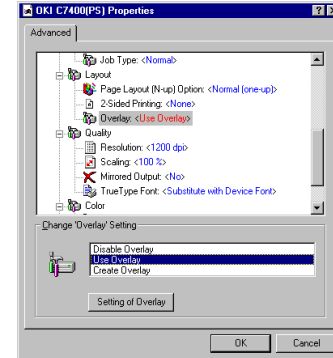 OKI C7400(PS) Properties
Advanced
Job Type: <Normal>
Layout
Page Layout (N-up) Option: <Normal (one-up)>
2-Sided Printing: <None>
Overlay: <Use Overlay>
Quality
Resolution: <1200 dpi>
Scaling: <100 %>
Mirrored Output: <No>
TrueType Font: <Substitute with Device Font>
Color
Change 'Overlay' Setting
Disable Overlay
Use Overlay
Create Overlay
Setting of Overlay
OK
Cancel